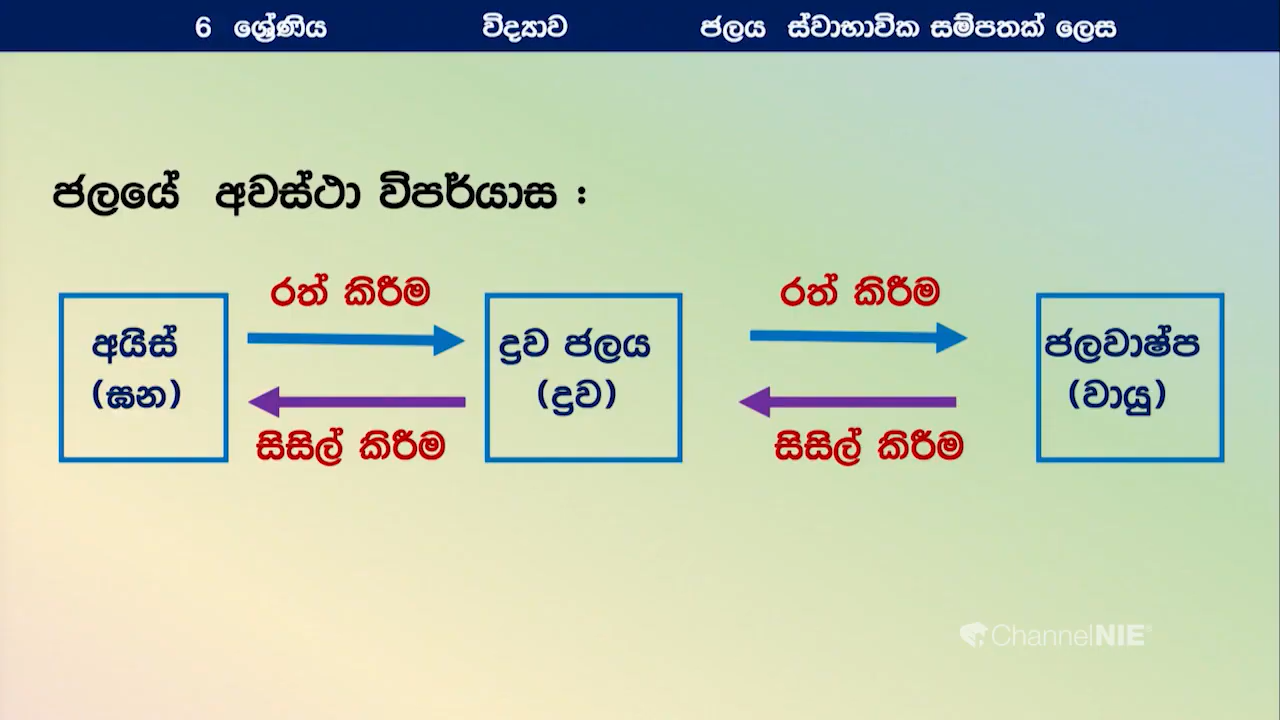 6 ශ්‍රේණිය විද්‍යාව ජලය ස්වාභාවික සම්පතක් ලෙස
ජලයේ අවස්ථා විපර්යාස :
රත් කිරීම රත් කිරීම
අයිස් ද්‍රව ජලය ජලවාෂ්ප
(ඝන) (ද්‍රව) (වායු)
සිසිල් කිරීම සිසිල් කිරීම
ChannelNIE